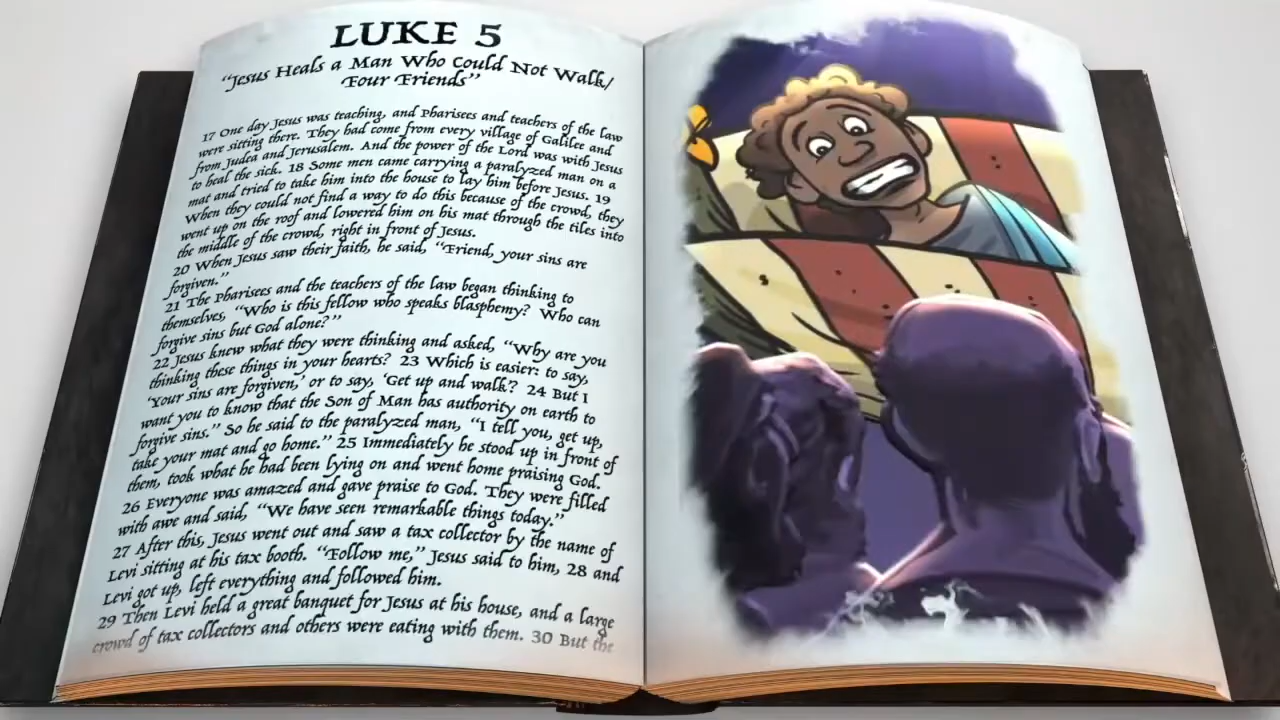 LUKE 5
“Jesus Heals a Man Who Could Not Walk/
Four Friends”
17 One day Jesus was teaching, and Pharisees and teachers of the law
were sitting there. They had come from every village of Galilee and
from Judea and Jerusalem. And the power of the Lord was with Jesus
to heal the sick. 18 Some men came carrying a paralyzed man on a
mat and tried to take him into the house to lay him before Jesus. 19
When they could not find a way to do this because of the crowd, they
went up on the roof and lowered him on his mat through the tiles into
the middle of the crowd, right in front of Jesus.
20 When Jesus saw their faith, he said, “Friend, your sins are
forgiven.”
21 The Pharisees and the teachers of the law began thinking to
themselves, “Who is this fellow who speaks blasphemy? Who can
forgive sins but God alone?”
22 Jesus knew what they were thinking and asked, “Why are you
thinking these things in your hearts? 23 Which is easier: to say,
‘Your sins are forgiven,’ or to say, ‘Get up and walk’? 24 But I
want you to know that the Son of Man has authority on earth to
forgive sins.” So he said to the paralyzed man, “I tell you, get up,
take your mat and go home.” 25 Immediately he stood up in front of
them, took what he had been lying on and went home praising God.
26 Everyone was amazed and gave praise to God. They were filled
with awe and said, “We have seen remarkable things today.”
27 After this, Jesus went out and saw a tax collector by the name of
Levi sitting at his tax booth. “Follow me,” Jesus said to him, 28 and
Levi got up, left everything and followed him.
29 Then Levi held a great banquet for Jesus at his house, and a large
crowd of tax collectors and others were eating with them. 30 But the